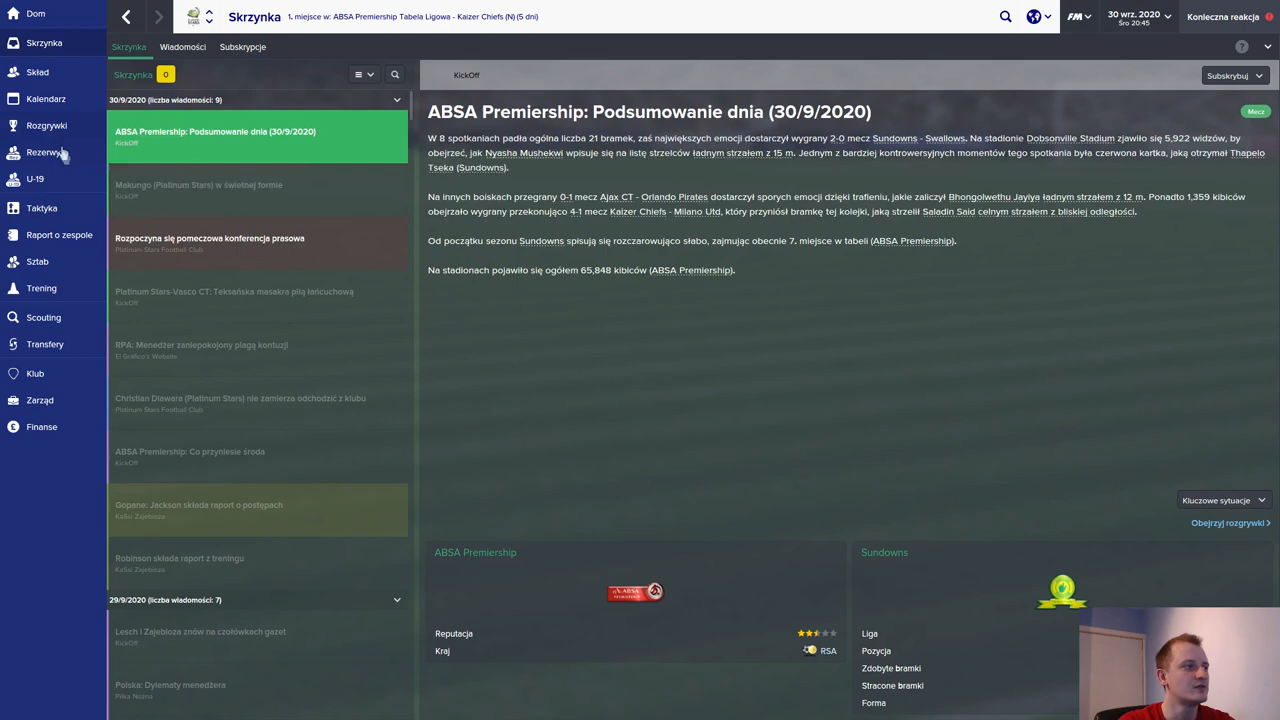 Dom
Skrzynka
Skład
Kalendarz
Rozgrywki
Rezerwy
U-19
Taktyka
Raport o zespole
Sztab
Trening
Scouting
Transfery
Klub
Zarząd
Finanse
Skrzynka
1. miejsce w: ABSA Premiership Tabela Ligowa - Kaizer Chiefs (N) (5 dni)
FM
30 wrz. 2020
Śro 20:45
Konieczna reakcja
Skrzynka Wiadomości Subskrypcje
Skrzynka 0
30/9/2020 (liczba wiadomości: 9)
ABSA Premiership: Podsumowanie dnia (30/9/2020)
KickOff
Makungo (Platinum Stars) w świetnej formie
KickOff
Rozpoczyna się pomeczowa konferencja prasowa
Platinum Stars Football Club
Platinum Stars-Vasco CT: Teksańska masakra piłą łańcuchową
KickOff
RPA: Menedżer zaniepokojony plagą kontuzji
El Gráfico's Website
Christian Diawara (Platinum Stars) nie zamierza odchodzić z klubu
Platinum Stars Football Club
ABSA Premiership: Co przyniesie środa
KickOff
Gopane: Jackson składa raport o postępach
KaSsi Zajebioza
Robinson składa raport z treningu
KaSsi Zajebioza
29/9/2020 (liczba wiadomości: 7)
Lesch i Zajebioza znów na czołówkach gazet
KickOff
Polska: Dylematy menedżera
Piłka Nożna
KickOff
Subskrybuj
ABSA Premiership: Podsumowanie dnia (30/9/2020)
Mecz
W 8 spotkaniach padła ogólna liczba 21 bramek, zaś największych emocji dostarczył wygrany 2-0 mecz Sundowns - Swallows. Na stadionie Dobsonville Stadium zjawiło się 5,922 widzów, by
obejrzeć, jak Nyasha Mushekwi wpisuje się na listę strzelców ładnym strzałem z 15 m. Jednym z bardziej kontrowersyjnych momentów tego spotkania była czerwona kartka, jaką otrzymał Thapelo
Tseka (Sundowns).
Na innych boiskach przegrany 0-1 mecz Ajax CT - Orlando Pirates dostarczył sporych emocji dzięki trafieniu, jakie zaliczył Bhongolwethu Jayiya ładnym strzałem z 12 m. Ponadto 1,359 kibiców
obejrzało wygrany przekonująco 4-1 mecz Kaizer Chiefs - Milano Utd, który przyniósł bramkę tej kolejki, jaką strzelił Saladin Said celnym strzałem z bliskiej odległości.
Od początku sezonu Sundowns spisują się rozczarowująco słabo, zajmując obecnie 7. miejsce w tabeli (ABSA Premiership).
Na stadionach pojawiło się ogółem 65,848 kibiców (ABSA Premiership).
Kluczowe sytuacje
Obejrzyj rozgrywki
ABSA Premiership
ABSA
Reputacja
Kraj RSA
Sundowns
Liga
Pozycja
Zdobyte bramki
Stracone bramki
Forma